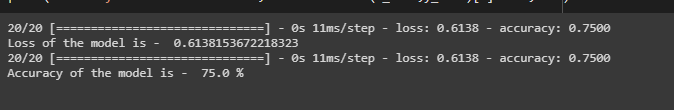 20/20 [==============================] - 0s 11ms/step - loss: 0.6138 - accuracy: 0.7500
Loss of the model is -  0.6138153672218323
20/20 [==============================] - 0s 11ms/step - loss: 0.6138 - accuracy: 0.7500
Accuracy of the model is -  75.0 %